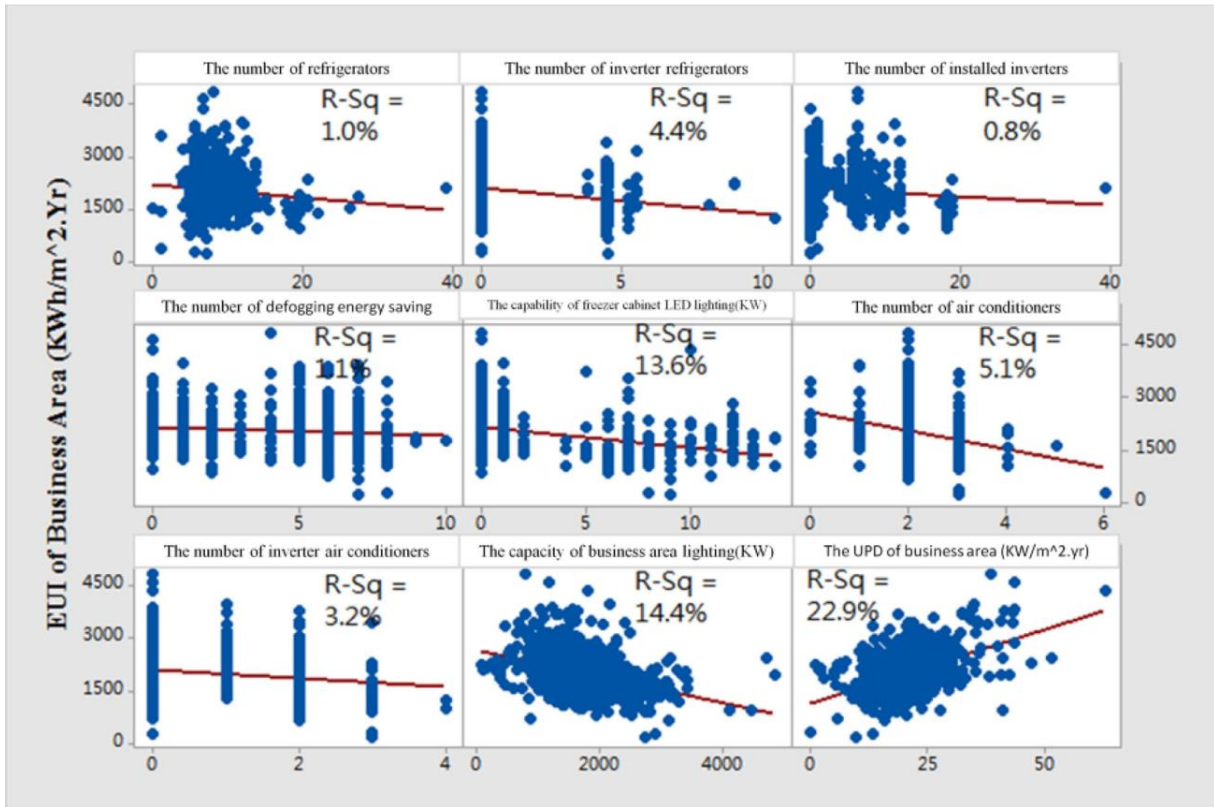 EUI of Business Area (KWh/m^2.Yr)
The number of refrigerators
R-Sq =
1.0%
4500
3000
1500
0
0 20 40
The number of inverter refrigerators
R-Sq =
4.4%
0 5 10
The number of installed inverters
R-Sq =
0.8%
0 20 40
The number of defogging energy saving
R-Sq =
1.1%
0 5 10
The capability of freezer cabinet LED lighting(KW)
R-Sq =
13.6%
0 5 10
The number of air conditioners
R-Sq =
5.1%
4500
3000
1500
0
0 2 4 6
The number of inverter air conditioners
R-Sq =
3.2%
4500
3000
1500
0
0 2 4
The capacity of business area lighting(KW)
R-Sq =
14.4%
0 2000 4000
The UPD of business area (KW/m^2.yr)
R-Sq =
22.9%
0 25 50